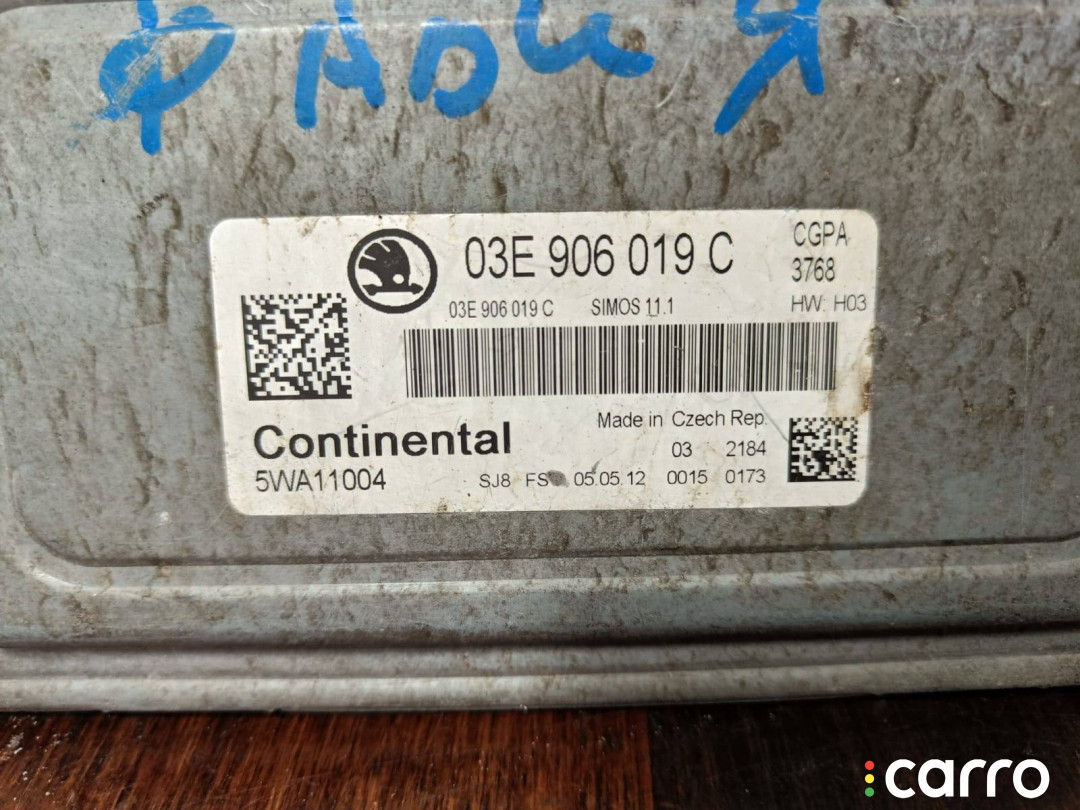 ФАБИЯ
03E 906 019 C
CGPA
3768
03E 906 019 C SIMOS 11.1
HW: H03
Continental
Made in Czech Rep.
03 2184
5WA11004
SJ8 05.05.12 0015 0173
carro